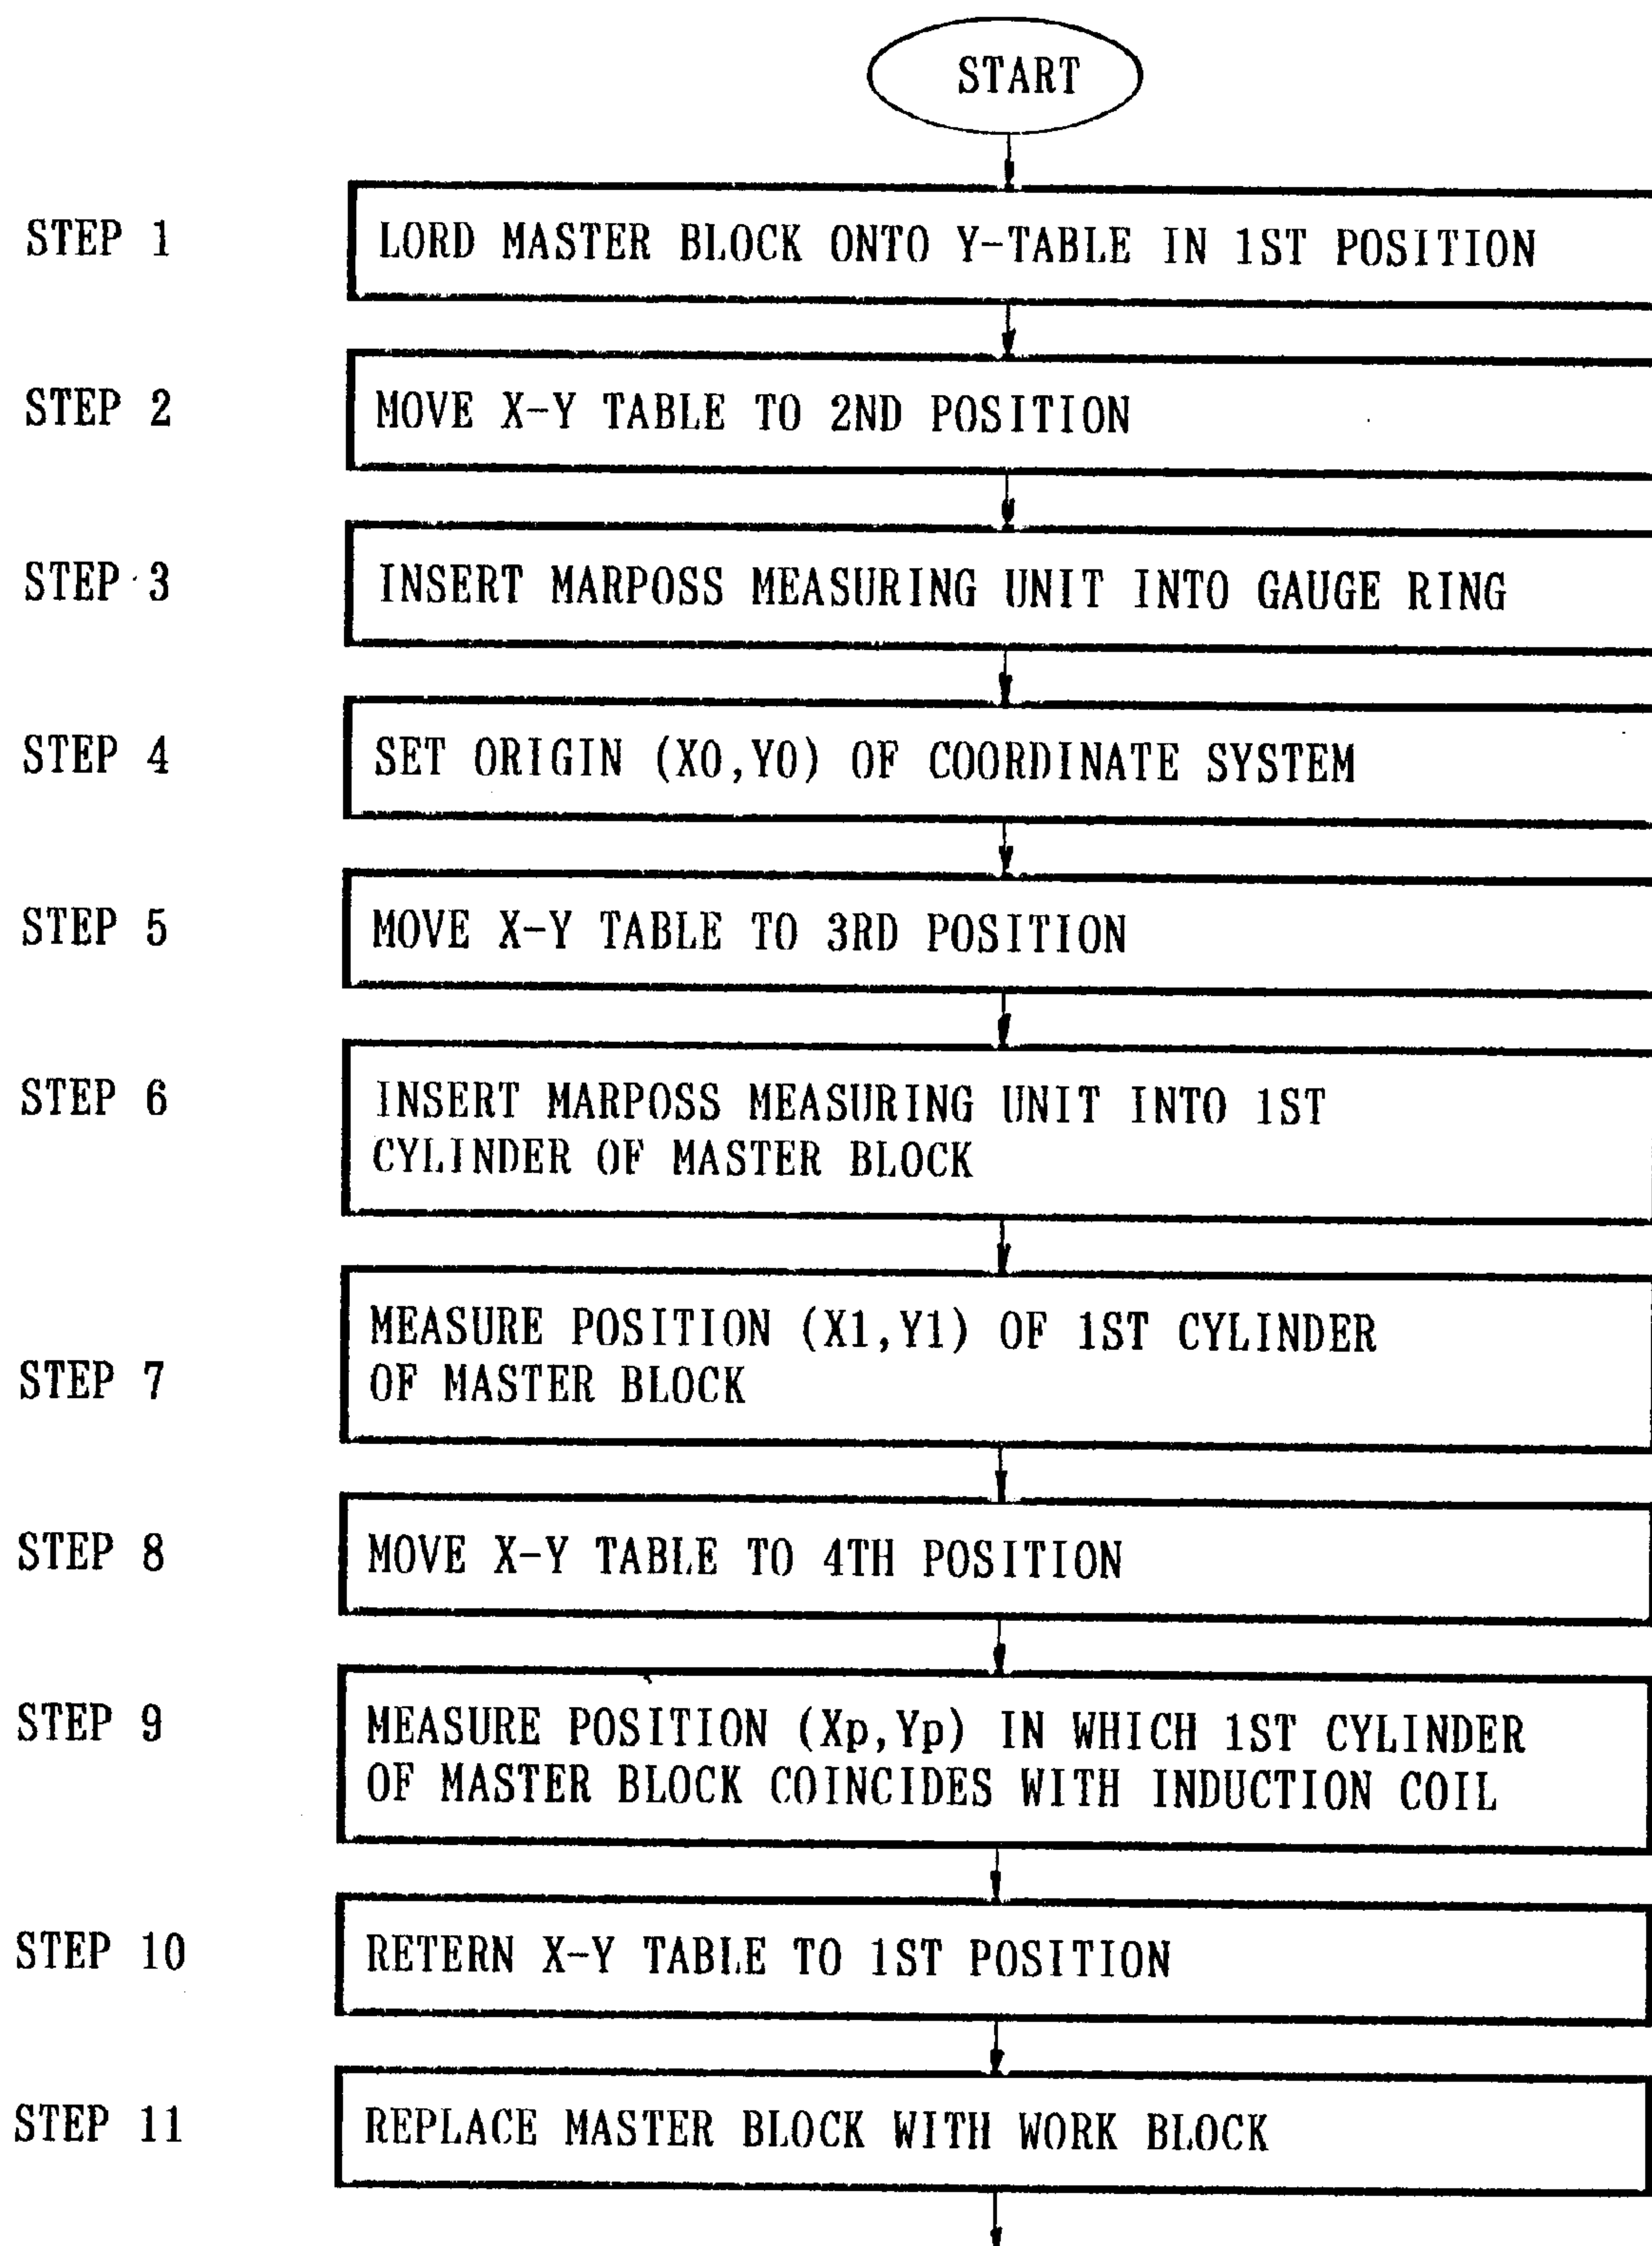 START
STEP 1
LORD MASTER BLOCK ONTO Y-TABLE IN 1ST POSITION
STEP 2
MOVE X-Y TABLE TO 2ND POSITION
STEP 3
INSERT MARPOSS MEASURING UNIT INTO GAUGE RING
STEP 4
SET ORIGIN (X0,Y0) OF COORDINATE SYSTEM
STEP 5
MOVE X-Y TABLE TO 3RD POSITION
STEP 6
INSERT MARPOSS MEASURING UNIT INTO 1ST
CYLINDER OF MASTER BLOCK
STEP 7
MEASURE POSITION (X1,Y1) OF 1ST CYLINDER
OF MASTER BLOCK
STEP 8
MOVE X-Y TABLE TO 4TH POSITION
STEP 9
MEASURE POSITION (Xp,Yp) IN WHICH 1ST CYLINDER
OF MASTER BLOCK COINCIDES WITH INDUCTION COIL
STEP 10
RETERN X-Y TABLE TO 1ST POSITION
STEP 11
REPLACE MASTER BLOCK WITH WORK BLOCK